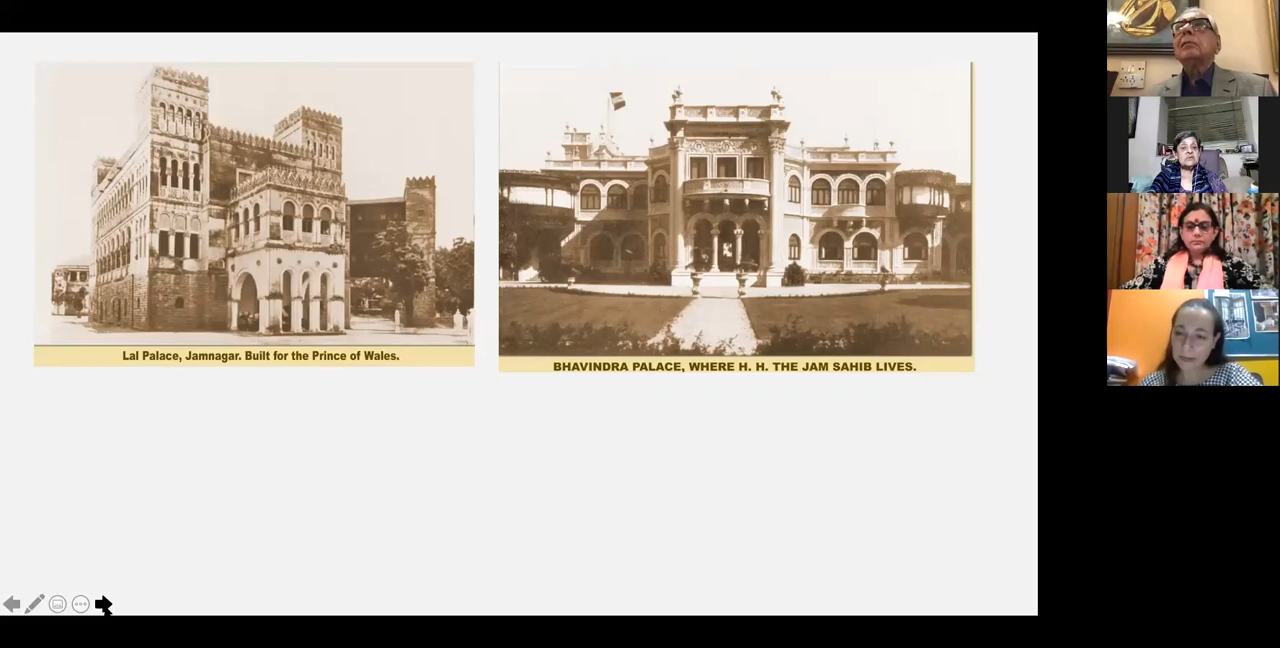 Lal Palace, Jamnagar. Built for the Prince of Wales.
BHAVINDRA PALACE, WHERE H. H. THE JAM SAHIB LIVES.